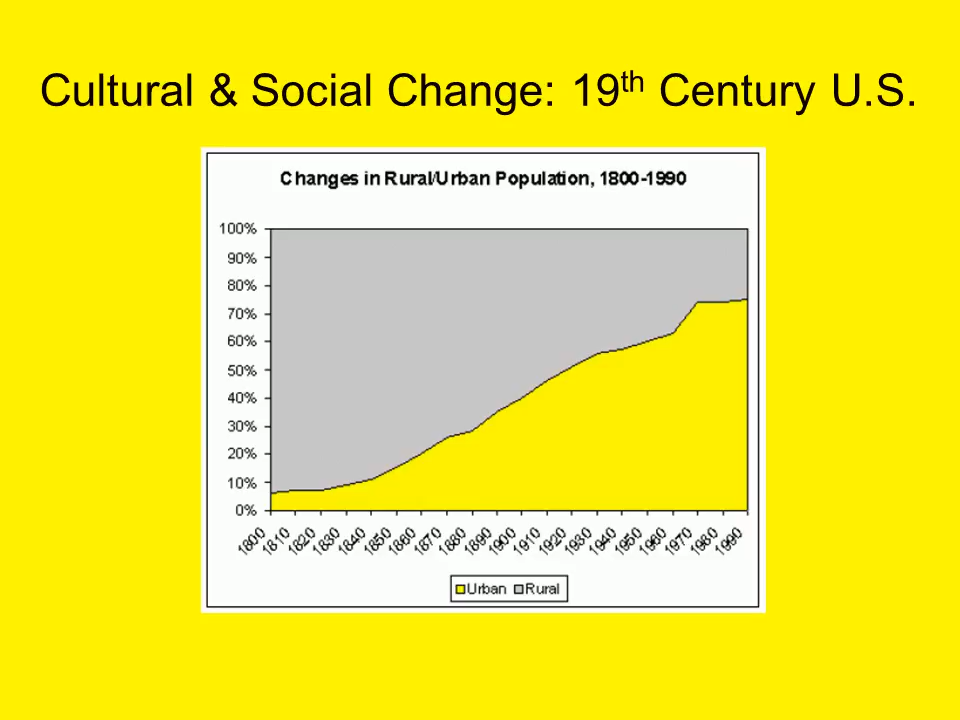 Cultural & Social Change: 19th Century U.S.
Changes in Rural/Urban Population, 1800-1990
100%
90%
80%
70%
60%
50%
40%
30%
20%
10%
0%
1800 1810 1820 1830 1840 1850 1860 1870 1880 1890 1900 1910 1920 1930 1940 1950 1960 1970 1980 1990
Urban Rural